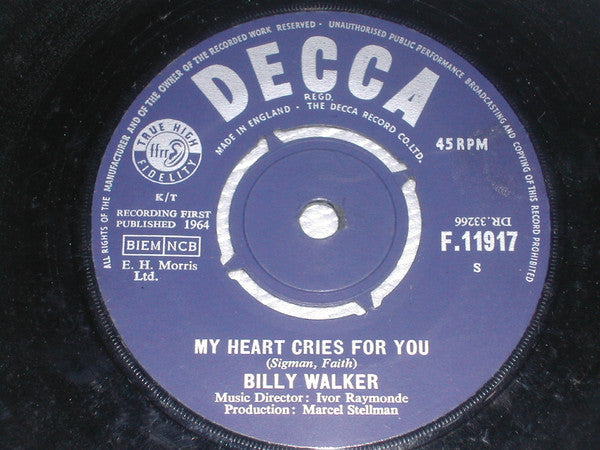 ALL RIGHTS OF THE MANUFACTURER AND OF THE OWNER OF THE RECORDED WORK RESERVED • UNAUTHORISED PUBLIC PERFORMANCE BROADCASTING AND COPYING OF THIS RECORD PROHIBITED
DECCA
REGD.
MADE IN ENGLAND • THE DECCA RECORD CO. LTD.
TRUE HIGH
ffrr
FIDELITY
45 RPM
K/T
RECORDING FIRST
PUBLISHED 1964
BIEM NCB
E. H. Morris
Ltd.
DR.33266
F.11917
S
MY HEART CRIES FOR YOU
(Sigman, Faith)
BILLY WALKER
Music Director: Ivor Raymonde
Production: Marcel Stellman